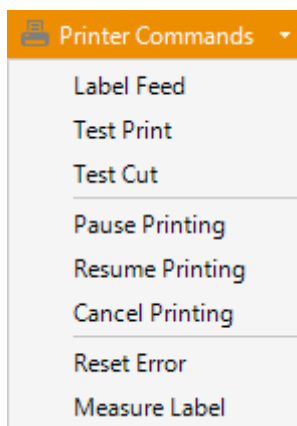 Printer Commands
Label Feed
Test Print
Test Cut
Pause Printing
Resume Printing
Cancel Printing
Reset Error
Measure Label